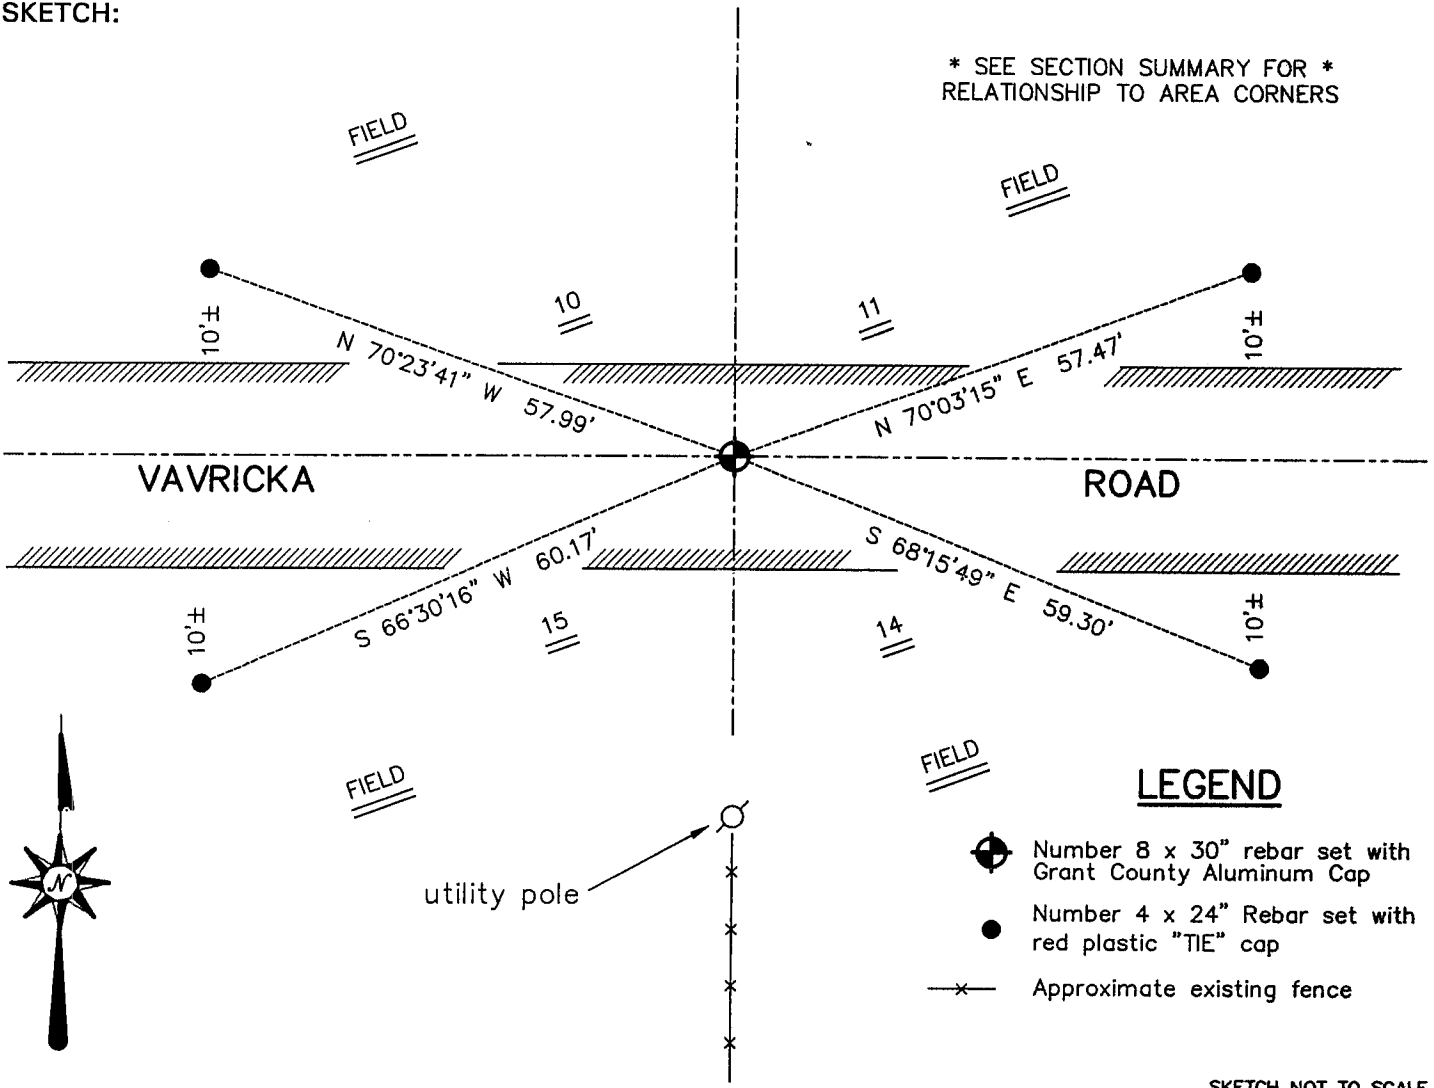 SKETCH:
* SEE SECTION SUMMARY FOR *
RELATIONSHIP TO AREA CORNERS
FIELD
FIELD
10
11
10'±
10'±
N 70°23'41" W 57.99'
N 70°03'15" E 57.47'
VAVRICKA
ROAD
S 66°30'16" W 60.17'
S 68°15'49" E 59.30'
10'±
15
14
10'±
FIELD
FIELD
LEGEND
Number 8 x 30" rebar set with
Grant County Aluminum Cap
utility pole
N
Number 4 x 24" Rebar set with
red plastic "TIE" cap
Approximate existing fence
SKETCH NOT TO SCALE